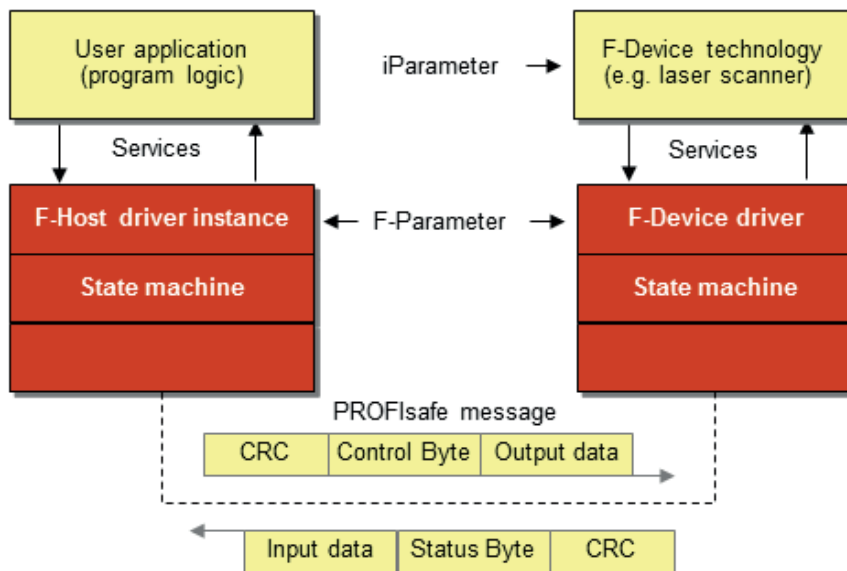 User application
(program logic)
iParameter
F-Device technology
(e.g. laser scanner)
Services
Services
F-Host driver instance
F-Parameter
F-Device driver
State machine
State machine
PROFIsafe message
CRC
Control Byte
Output data
Input data
Status Byte
CRC